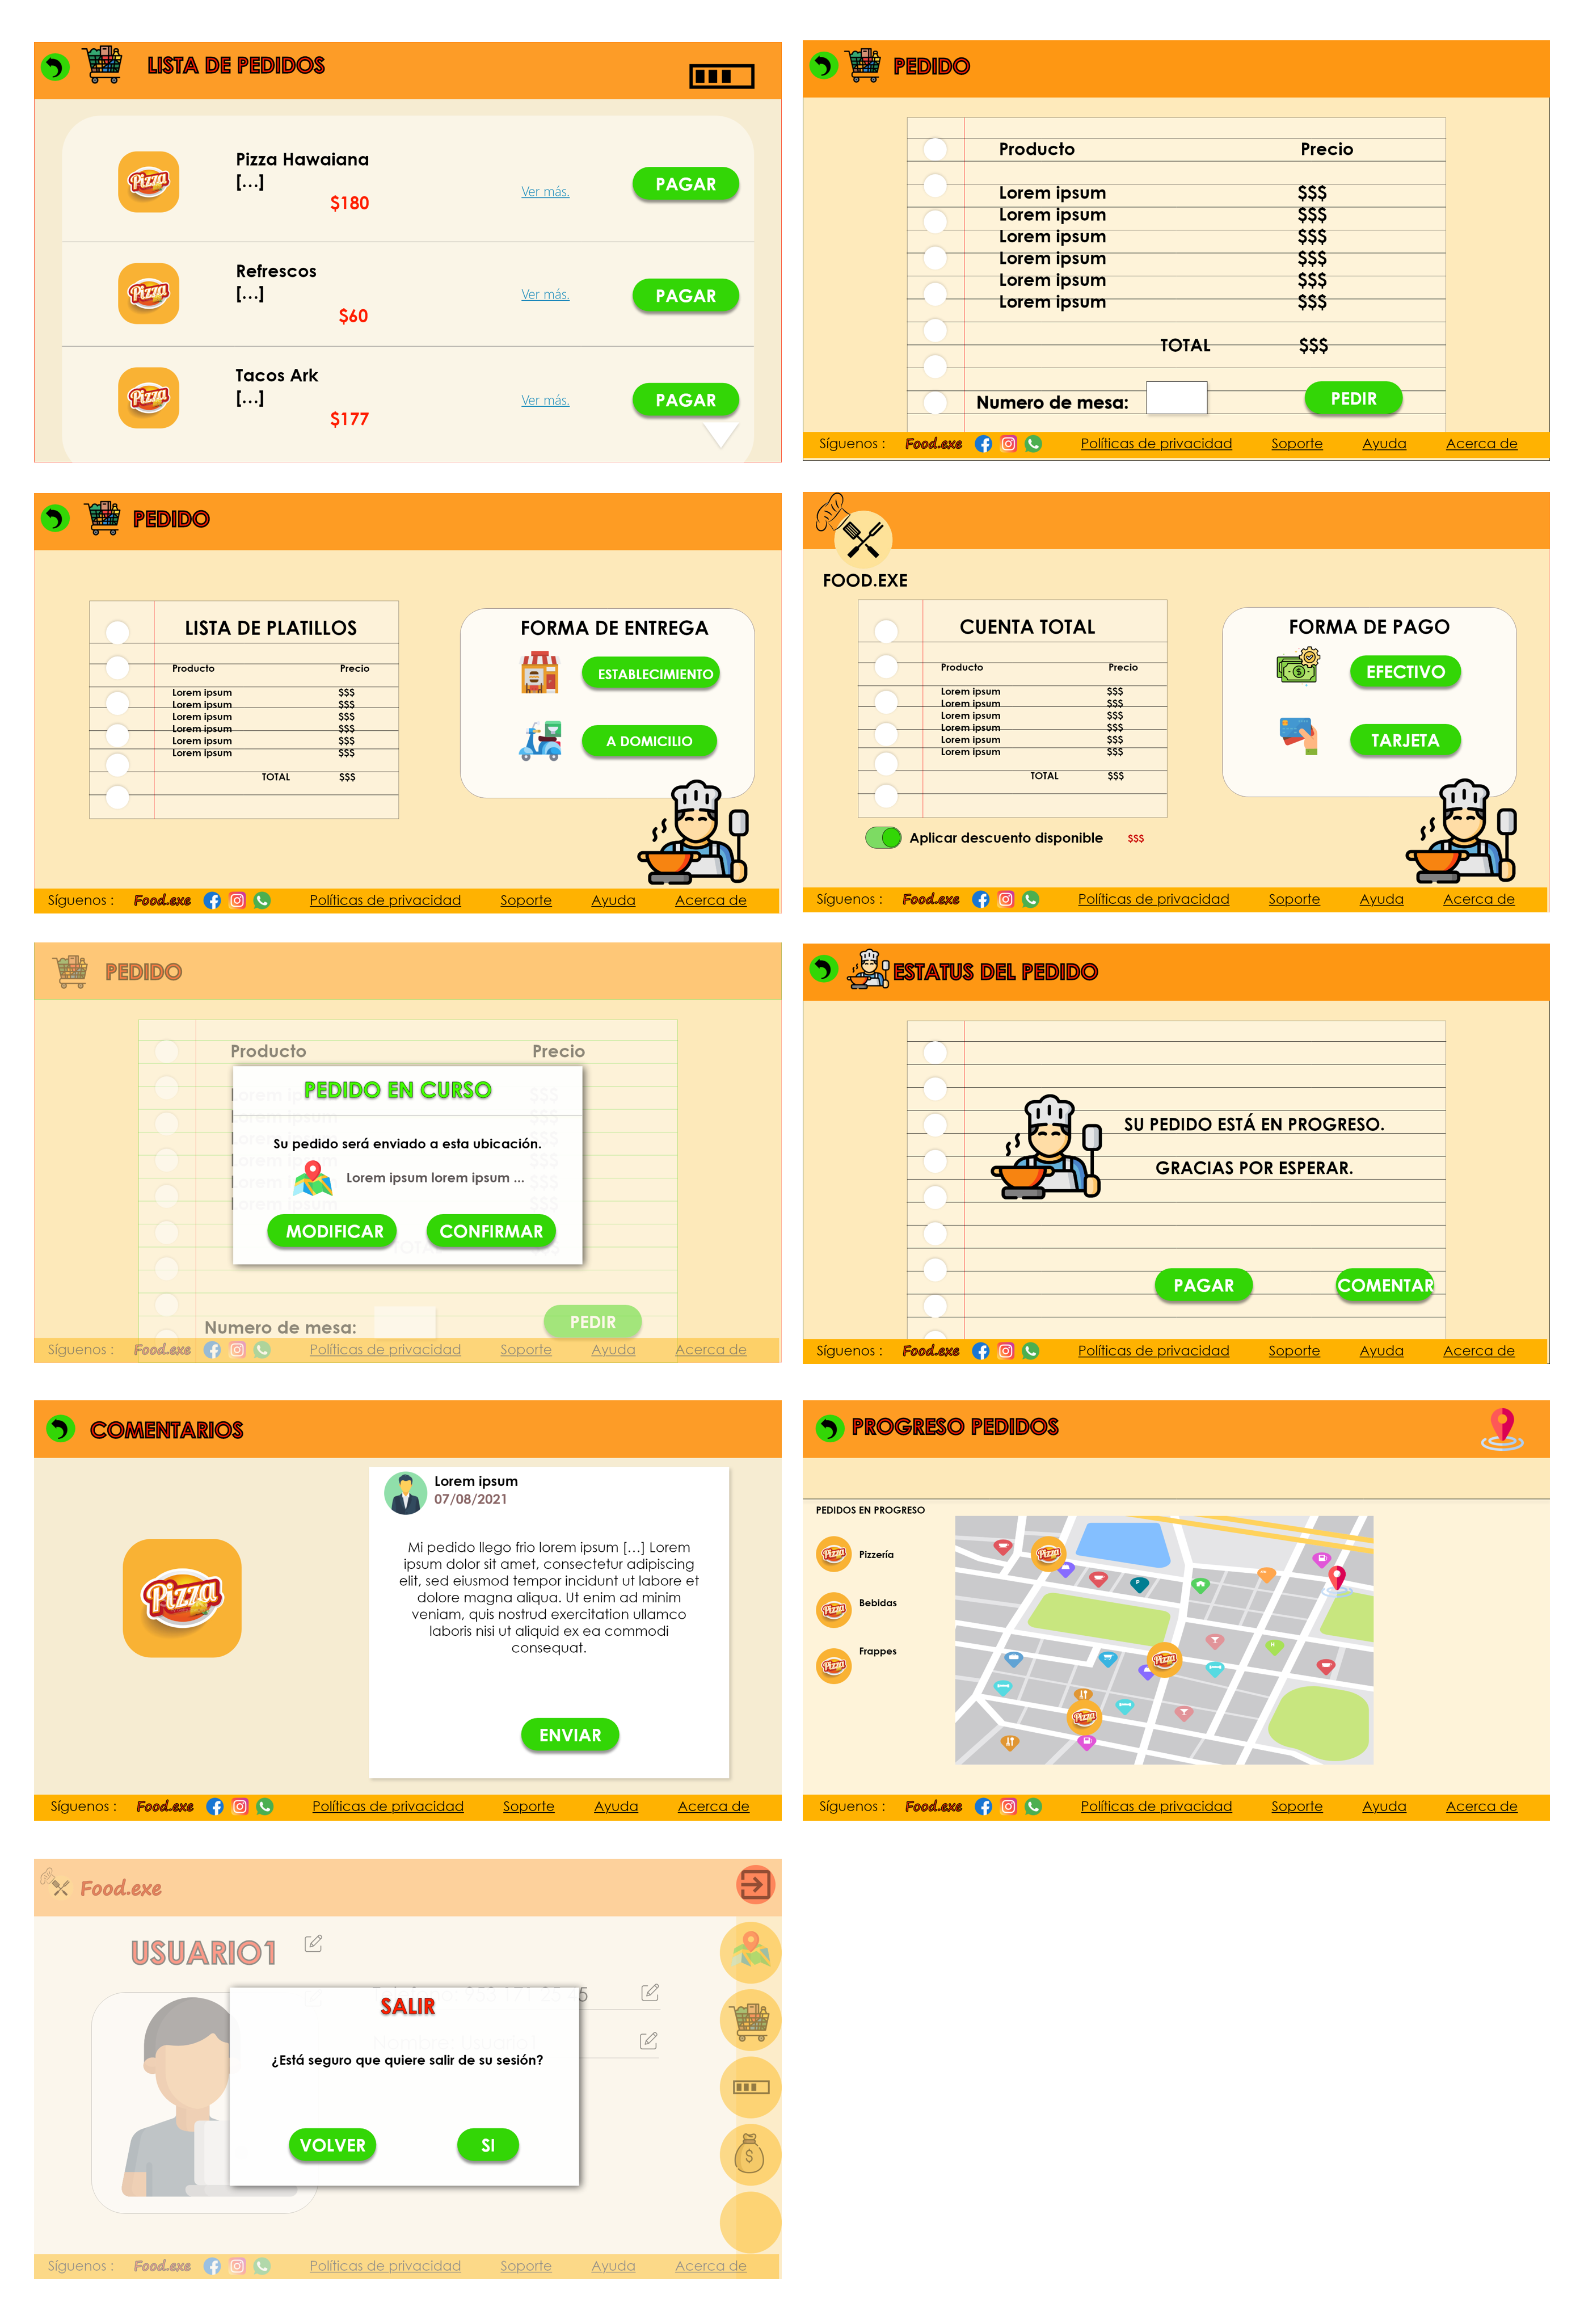 LISTA DE PEDIDOS
Pizza Hawaiana
[...]
$180
Ver más.
PAGAR
Refrescos
[...]
$60
Ver más.
PAGAR
Tacos Ark
[...]
$177
Ver más.
PAGAR
PEDIDO
Producto Precio
Lorem ipsum $$$
Lorem ipsum $$$
Lorem ipsum $$$
Lorem ipsum $$$
Lorem ipsum $$$
Lorem ipsum $$$
TOTAL $$$
Numero de mesa: PEDIR
Síguenos : Food.exe Políticas de privacidad Soporte Ayuda Acerca de
PEDIDO
LISTA DE PLATILLOS
Producto Precio
Lorem ipsum $$$
Lorem ipsum $$$
Lorem ipsum $$$
Lorem ipsum $$$
Lorem ipsum $$$
Lorem ipsum $$$
TOTAL $$$
FORMA DE ENTREGA
ESTABLECIMIENTO
A DOMICILIO
Síguenos : Food.exe Políticas de privacidad Soporte Ayuda Acerca de
FOOD.EXE
CUENTA TOTAL
Producto Precio
Lorem ipsum $$$
Lorem ipsum $$$
Lorem ipsum $$$
Lorem ipsum $$$
Lorem ipsum $$$
Lorem ipsum $$$
TOTAL $$$
Aplicar descuento disponible $$$
FORMA DE PAGO
EFECTIVO
TARJETA
Síguenos : Food.exe Políticas de privacidad Soporte Ayuda Acerca de
PEDIDO
Producto Precio
PEDIDO EN CURSO
Su pedido será enviado a esta ubicación.
Lorem ipsum lorem ipsum ...
MODIFICAR CONFIRMAR
Numero de mesa: PEDIR
Síguenos : Food.exe Políticas de privacidad Soporte Ayuda Acerca de
ESTATUS DEL PEDIDO
SU PEDIDO ESTÁ EN PROGRESO.
GRACIAS POR ESPERAR.
PAGAR COMENTAR
Síguenos : Food.exe Políticas de privacidad Soporte Ayuda Acerca de
COMENTARIOS
Pizza
Lorem ipsum
07/08/2021
Mi pedido llego frio lorem ipsum [...] Lorem
ipsum dolor sit amet, consectetur adipiscing
elit, sed eiusmod tempor incidunt ut labore et
dolore magna aliqua. Ut enim ad minim
veniam, quis nostrud exercitation ullamco
laboris nisi ut aliquid ex ea commodi
consequat.
ENVIAR
Síguenos : Food.exe Políticas de privacidad Soporte Ayuda Acerca de
PROGRESO PEDIDOS
PEDIDOS EN PROGRESO
Pizzería
Bebidas
Frappes
Síguenos : Food.exe Políticas de privacidad Soporte Ayuda Acerca de
Food.exe
USUARIO1
SALIR
¿Está seguro que quiere salir de su sesión?
VOLVER SI
Síguenos : Food.exe Políticas de privacidad Soporte Ayuda Acerca de